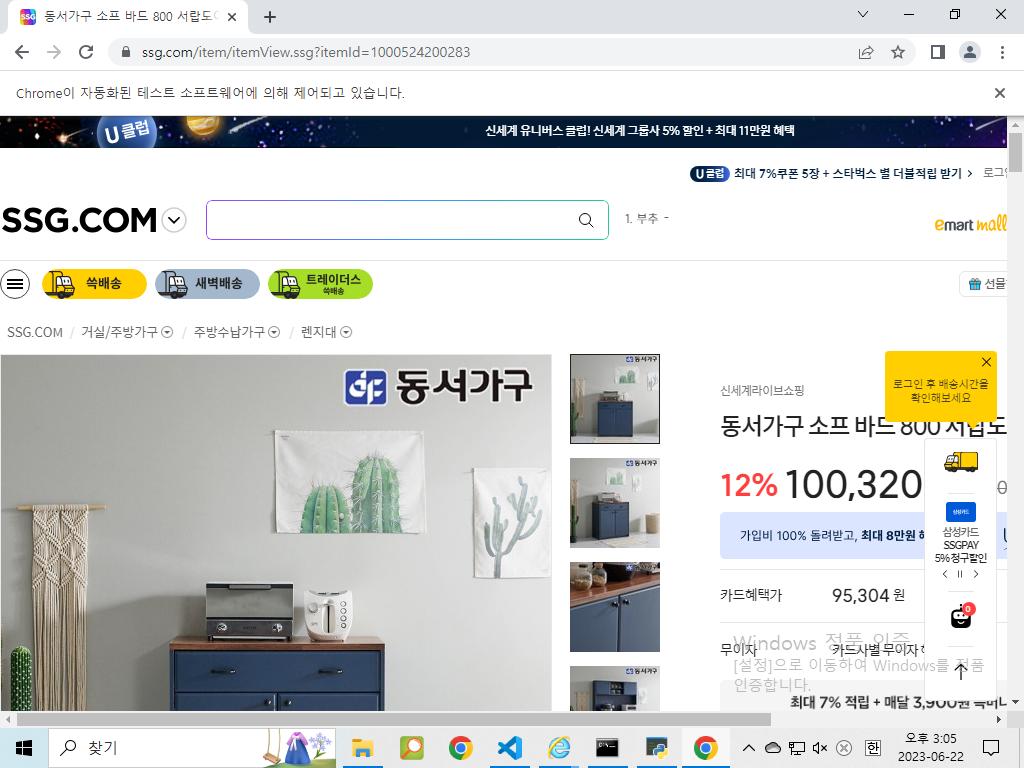 동서가구 소프 바드 800 서랍도
ssg.com/item/itemView.ssg?itemId=1000524200283
Chrome이 자동화된 테스트 소프트웨어에 의해 제어되고 있습니다.
U클럽
신세계 유니버스 클럽! 신세계 그룹사 5% 할인 + 최대 11만원 혜택
U 클럽 최대 7%쿠폰 5장 + 스타벅스 별 더블적립 받기 >
SSG.COM
1. 부추 -
emart mall
쓱배송
새벽배송
트레이더스
쓱배송
선물
SSG.COM / 거실/주방가구 / 주방수납가구 / 렌지대
동서가구
신세계라이브쇼핑
로그인 후 배송시간을
확인해보세요
동서가구 소프 바드 800 서랍도
12% 100,320
가입비 100% 돌려받고, 최대 8만원
삼성카드
삼성카드
SSGPAY
5% 청구할인
카드혜택가 95,304 원
0
무이자 카드사별 무이자
Windows 정품 인증
[설정]으로 이동하여 Windows를 정품
인증합니다.
최대 7% 적립 + 매달 3,900원
찾기
한
오후 3:05
2023-06-22